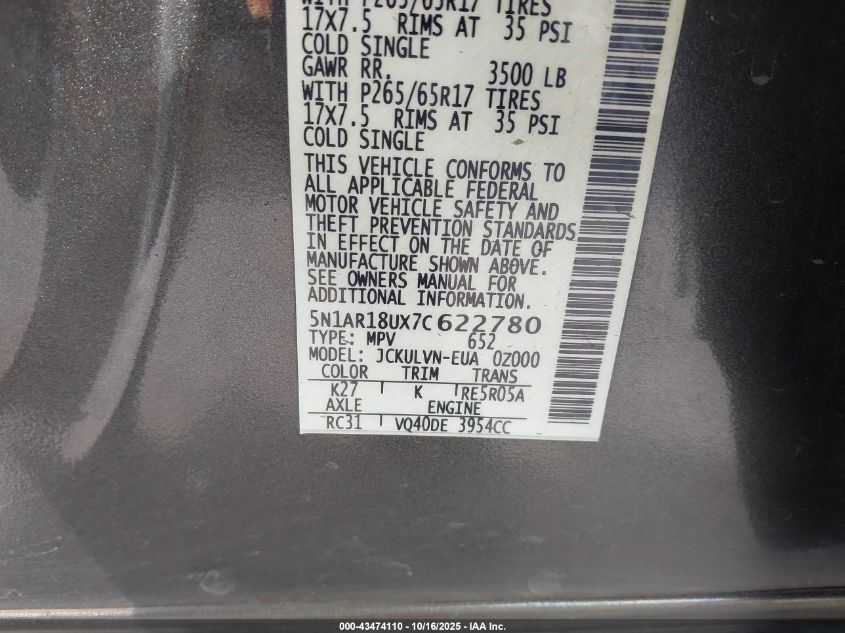 WITH P265/65R17 TIRES
17X7.5 RIMS AT 35 PSI
COLD SINGLE
GAWR RR. 3500 LB
WITH P265/65R17 TIRES
17X7.5 RIMS AT 35 PSI
COLD SINGLE
THIS VEHICLE CONFORMS TO
ALL APPLICABLE FEDERAL
MOTOR VEHICLE SAFETY AND
THEFT PREVENTION STANDARDS
IN EFFECT ON THE DATE OF
MANUFACTURE SHOWN ABOVE.
SEE OWNERS MANUAL FOR
ADDITIONAL INFORMATION.
5N1AR18UX7C622780
TYPE: MPV 652
MODEL: JCKULVN-EUA 0Z000
COLOR TRIM TRANS
K27 K RE5R05A
AXLE ENGINE
RC31 VQ40DE 3954CC
000-43474110 - 10/16/2025 - IAA Inc.